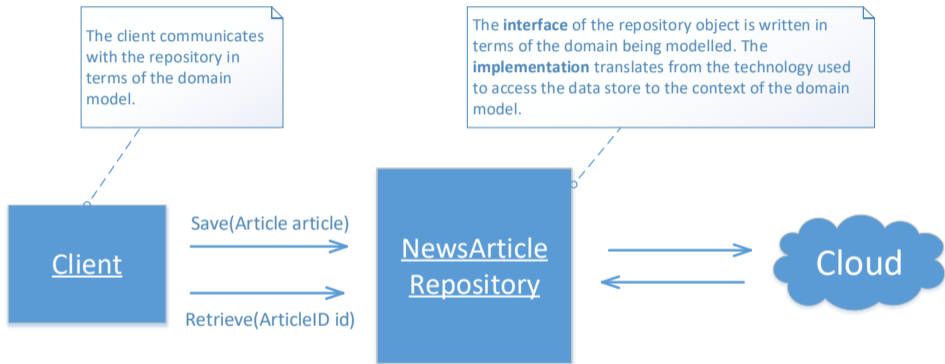 The client communicates
with the repository in
terms of the domain
model.
The interface of the repository object is written in
terms of the domain being modelled. The
implementation translates from the technology used
to access the data store to the context of the domain
model.
Client
Save(Article article)
Retrieve(ArticleID id)
NewsArticle
Repository
Cloud